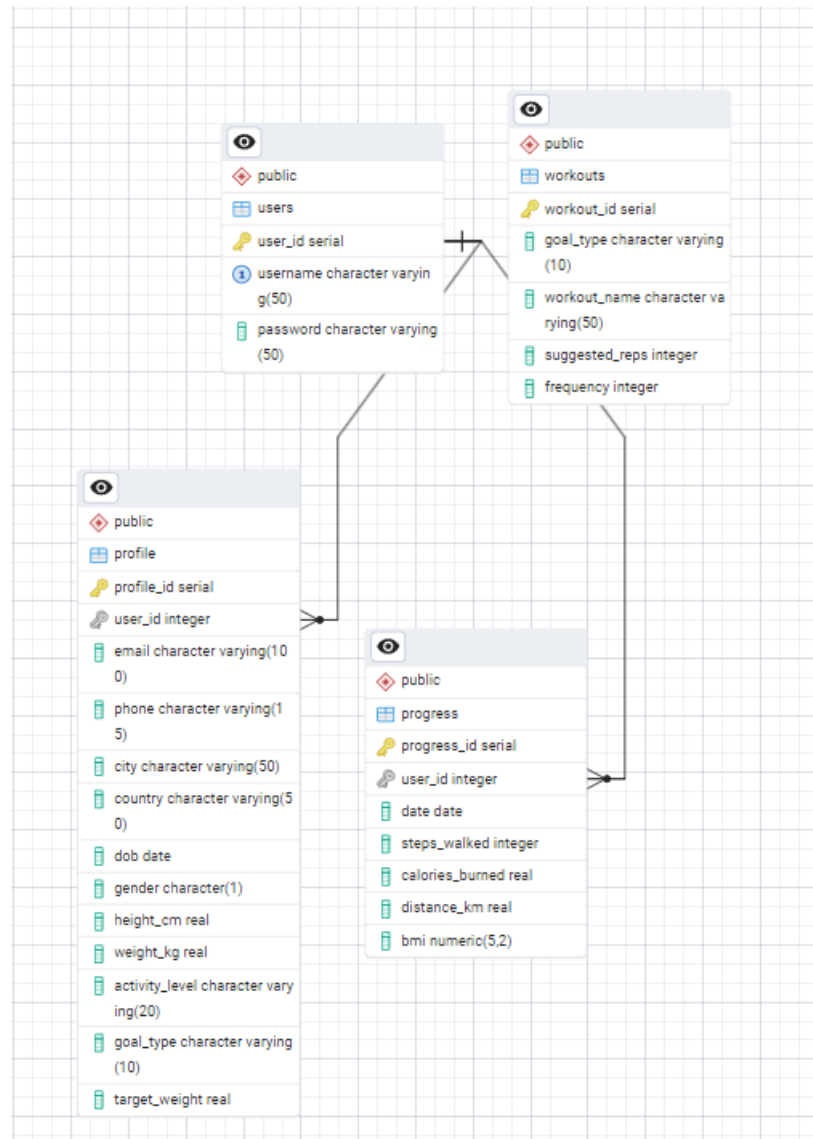 public
users
user_id serial
1 username character varyin
g(50)
password character varying
(50)
public
workouts
workout_id serial
goal_type character varying
(10)
workout_name character va
rying(50)
suggested_reps integer
frequency integer
public
profile
profile_id serial
user_id integer
email character varying(10
0)
phone character varying(1
5)
city character varying(50)
country character varying(5
0)
dob date
gender character(1)
height_cm real
weight_kg real
activity_level character vary
ing(20)
goal_type character varying
(10)
target_weight real
public
progress
progress_id serial
user_id integer
date date
steps_walked integer
calories_burned real
distance_km real
bmi numeric(5,2)